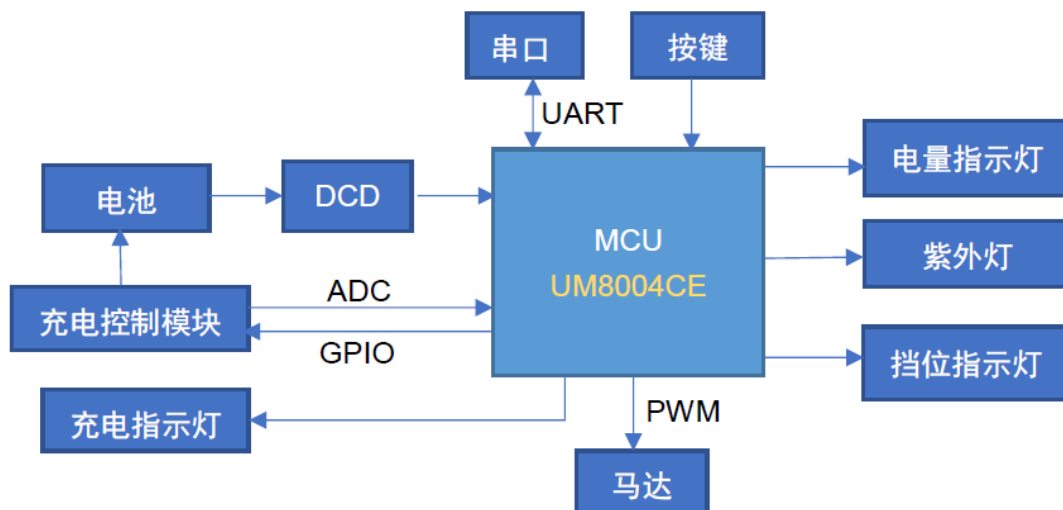 串口
按键
UART
电量指示灯
电池
DCD
MCU
UM8004CE
紫外灯
ADC
充电控制模块
GPIO
挡位指示灯
充电指示灯
PWM
马达